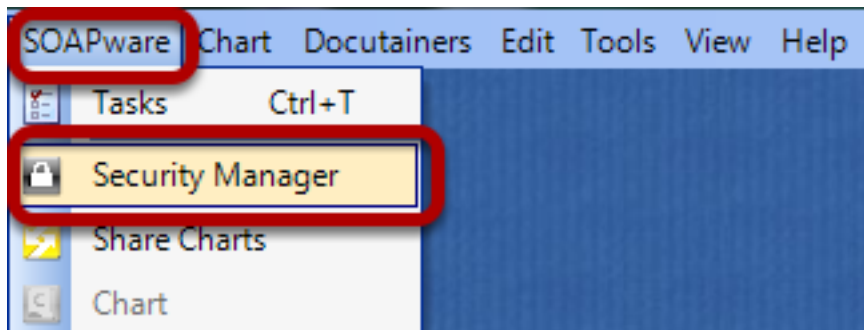 SOAPware Chart Docutainers Edit Tools View Help
Tasks Ctrl+T
Security Manager
Share Charts
Chart